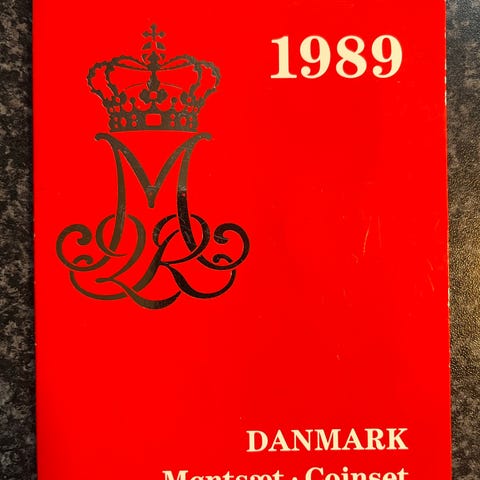 1989
DANMARK
Møntsæt · Coinset